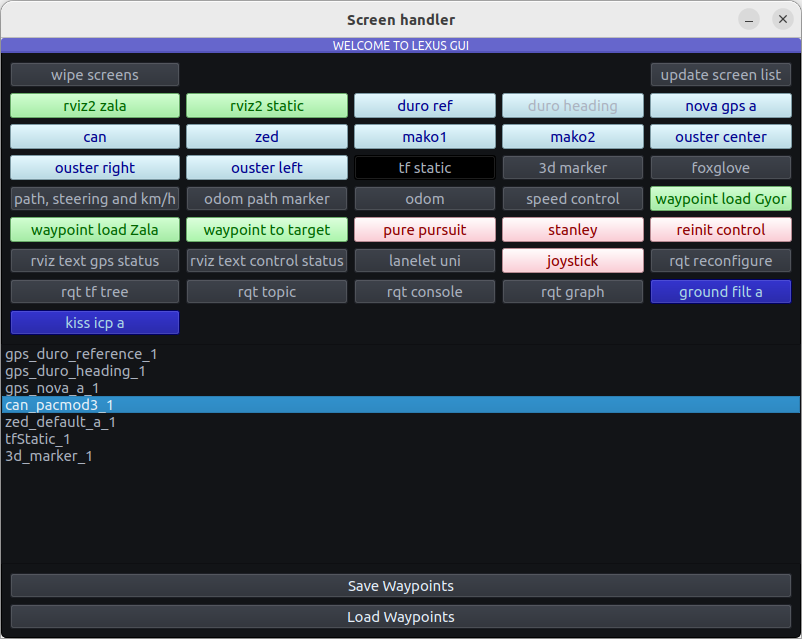 Screen handler
WELCOME TO LEXUS GUI
wipe screens update screen list
rviz2 zala rviz2 static duro ref duro heading nova gps a
can zed mako1 mako2 ouster center
ouster right ouster left tf static 3d marker foxglove
path, steering and km/h odom path marker odom speed control waypoint load Gyor
waypoint load Zala waypoint to target pure pursuit stanley reinit control
rviz text gps status rviz text control status lanelet uni joystick rqt reconfigure
rqt tf tree rqt topic rqt console rqt graph ground filt a
kiss icp a
gps_duro_reference_1
gps_duro_heading_1
gps_nova_a_1
can_pacmod3_1
zed_default_a_1
tfStatic_1
3d_marker_1
Save Waypoints
Load Waypoints